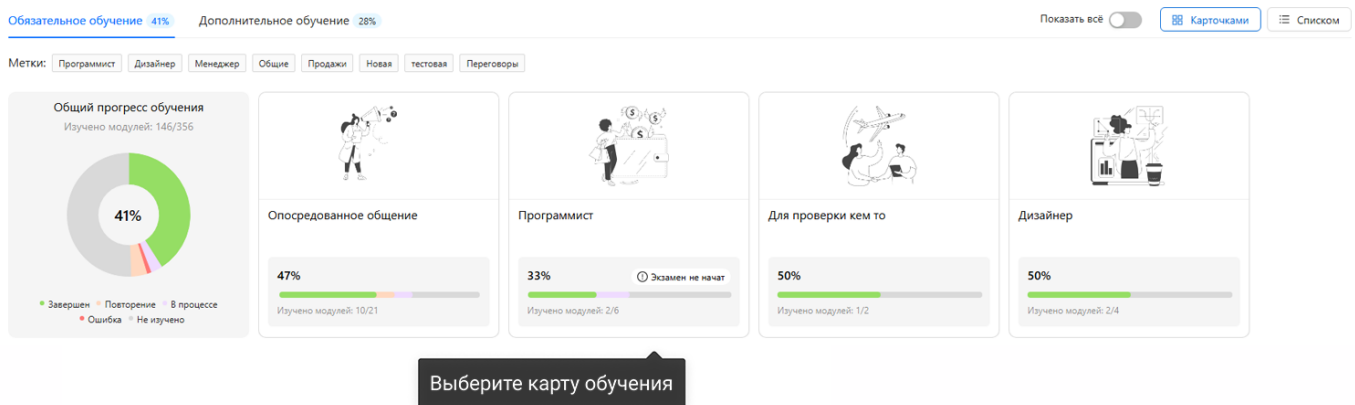 Обязательное обучение 41% Дополнительное обучение 28% Показать всё Карточками Списком
Метки: Программист Дизайнер Менеджер Общие Продажи Новая тестовая Переговоры
Общий прогресс обучения
Изучено модулей: 146/356
41%
Завершен Повторение В процессе
Ошибка Не изучено
Опосредованное общение
47%
Изучено модулей: 10/21
Программист
33% Экзамен не начат
Изучено модулей: 2/6
Для проверки кем то
50%
Изучено модулей: 1/2
Дизайнер
50%
Изучено модулей: 2/4
Выберите карту обучения